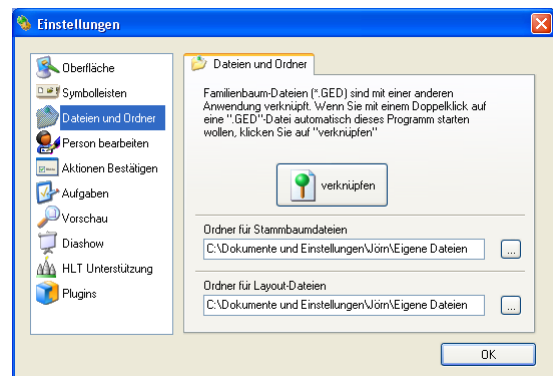 Einstellungen
Oberfläche
Symbolleisten
Dateien und Ordner
Person bearbeiten
Aktionen Bestätigen
Aufgaben
Vorschau
Diashow
HLT Unterstützung
Plugins
Dateien und Ordner
Familienbaum-Dateien (*.GED) sind mit einer anderen
Anwendung verknüpft. Wenn Sie mit einem Doppelklick auf
eine ".GED"-Datei automatisch dieses Programm starten
wollen, klicken Sie auf "verknüpfen"
verknüpfen
Ordner für Stammbaumdateien
C:\Dokumente und Einstellungen\Jörn\Eigene Dateien
...
Ordner für Layout-Dateien
C:\Dokumente und Einstellungen\Jörn\Eigene Dateien
...
OK